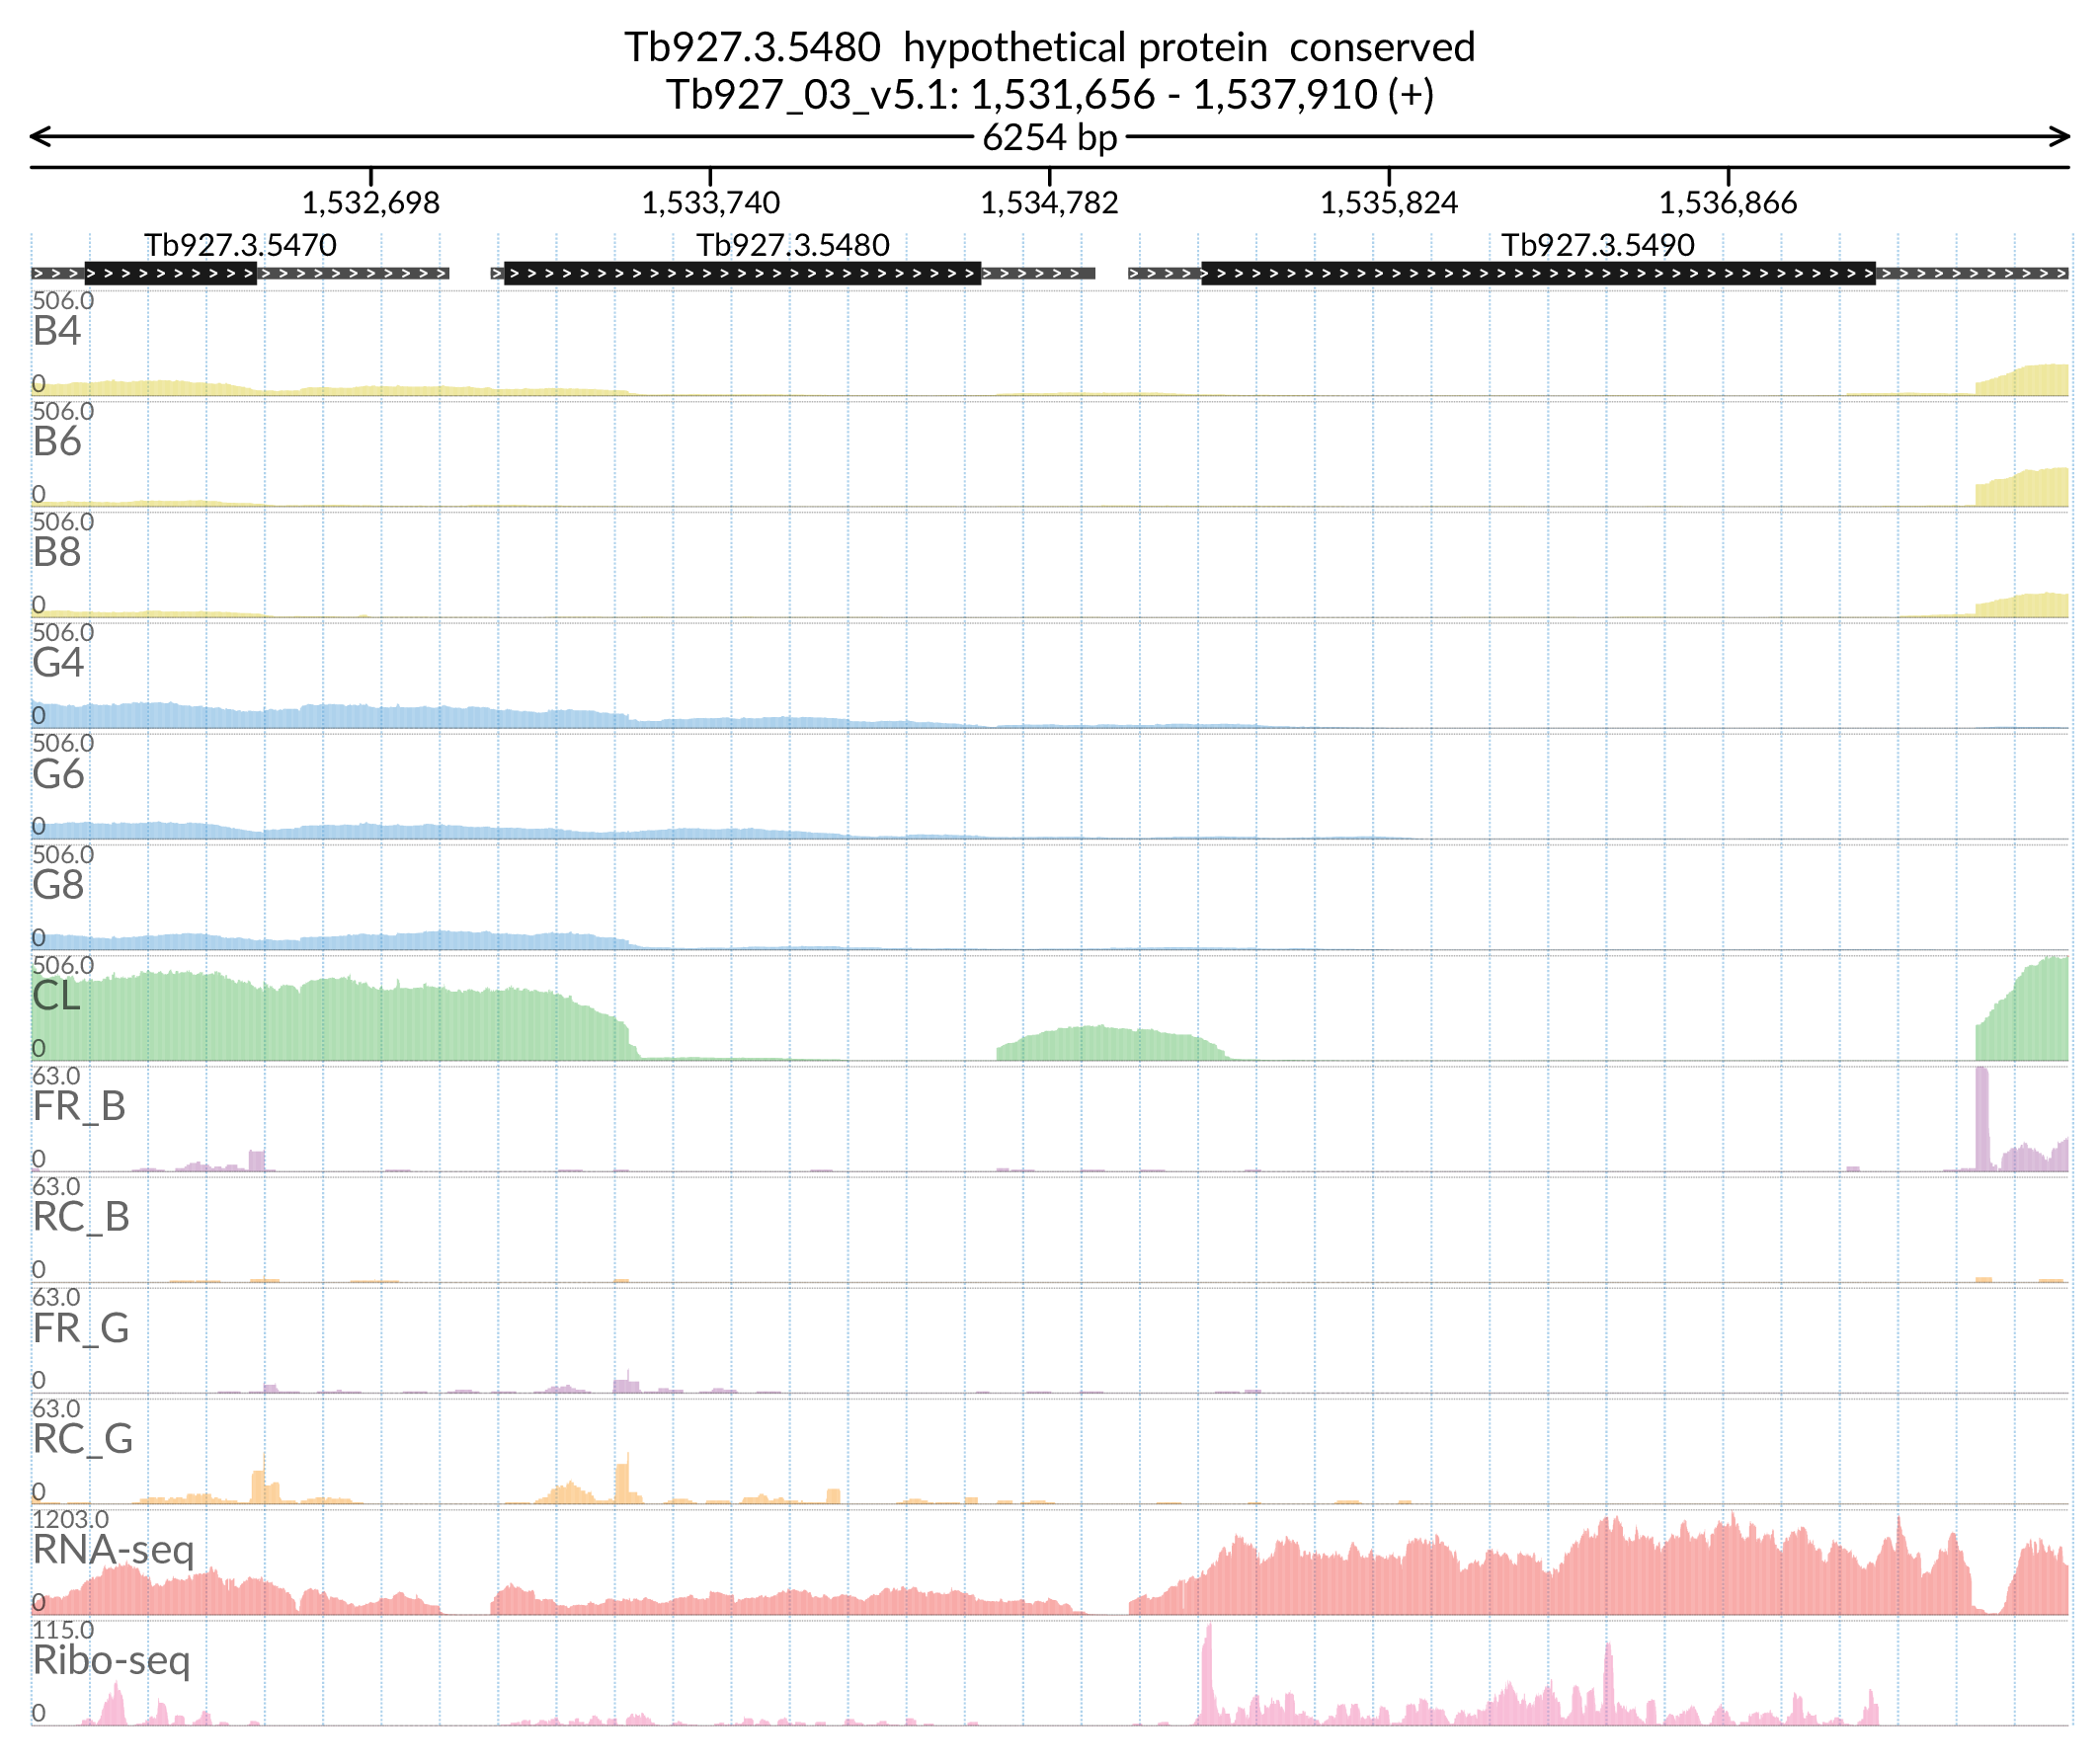 Tb927.3.5480  hypothetical protein  conserved
Tb927_03_v5.1: 1,531,656 - 1,537,910 (+)
6254 bp
1,532,698 1,533,740 1,534,782 1,535,824 1,536,866
Tb927.3.5470 Tb927.3.5480 Tb927.3.5490
506.0
B4
0
506.0
B6
0
506.0
B8
0
506.0
G4
0
506.0
G6
0
506.0
G8
0
506.0
CL
0
63.0
FR_B
0
63.0
RC_B
0
63.0
FR_G
0
63.0
RC_G
0
1203.0
RNA-seq
0
115.0
Ribo-seq
0